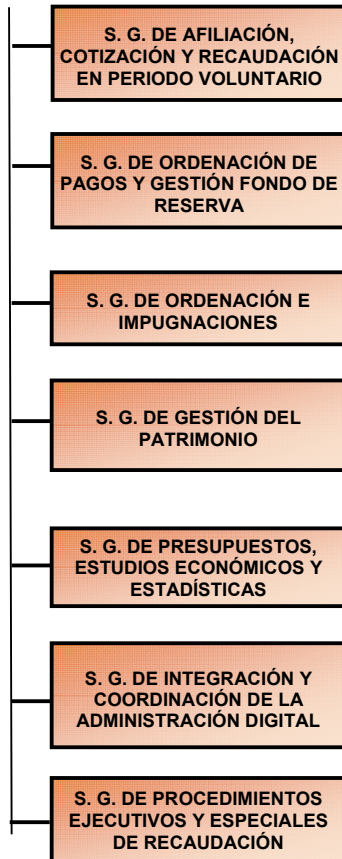 S. G. DE AFILIACIÓN,
COTIZACIÓN Y RECAUDACIÓN
EN PERIODO VOLUNTARIO
S. G. DE ORDENACIÓN DE
PAGOS Y GESTIÓN FONDO DE
RESERVA
S. G. DE ORDENACIÓN E
IMPUGNACIONES
S. G. DE GESTIÓN DEL
PATRIMONIO
S. G. DE PRESUPUESTOS,
ESTUDIOS ECONÓMICOS Y
ESTADÍSTICAS
S. G. DE INTEGRACIÓN Y
COORDINACIÓN DE LA
ADMINISTRACIÓN DIGITAL
S. G. DE PROCEDIMIENTOS
EJECUTIVOS Y ESPECIALES
DE RECAUDACIÓN